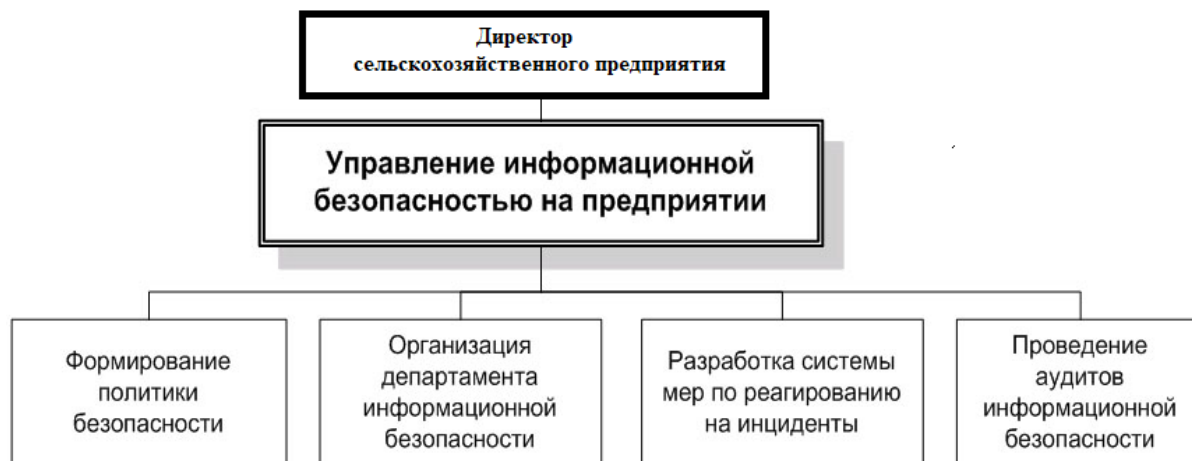 Директор
сельскохозяйственного предприятия
Управление информационной
безопасностью на предприятии
Формирование
политики
безопасности
Организация
департамента
информационной
безопасности
Разработка системы
мер по реагированию
на инциденты
Проведение
аудитов
информационной
безопасности